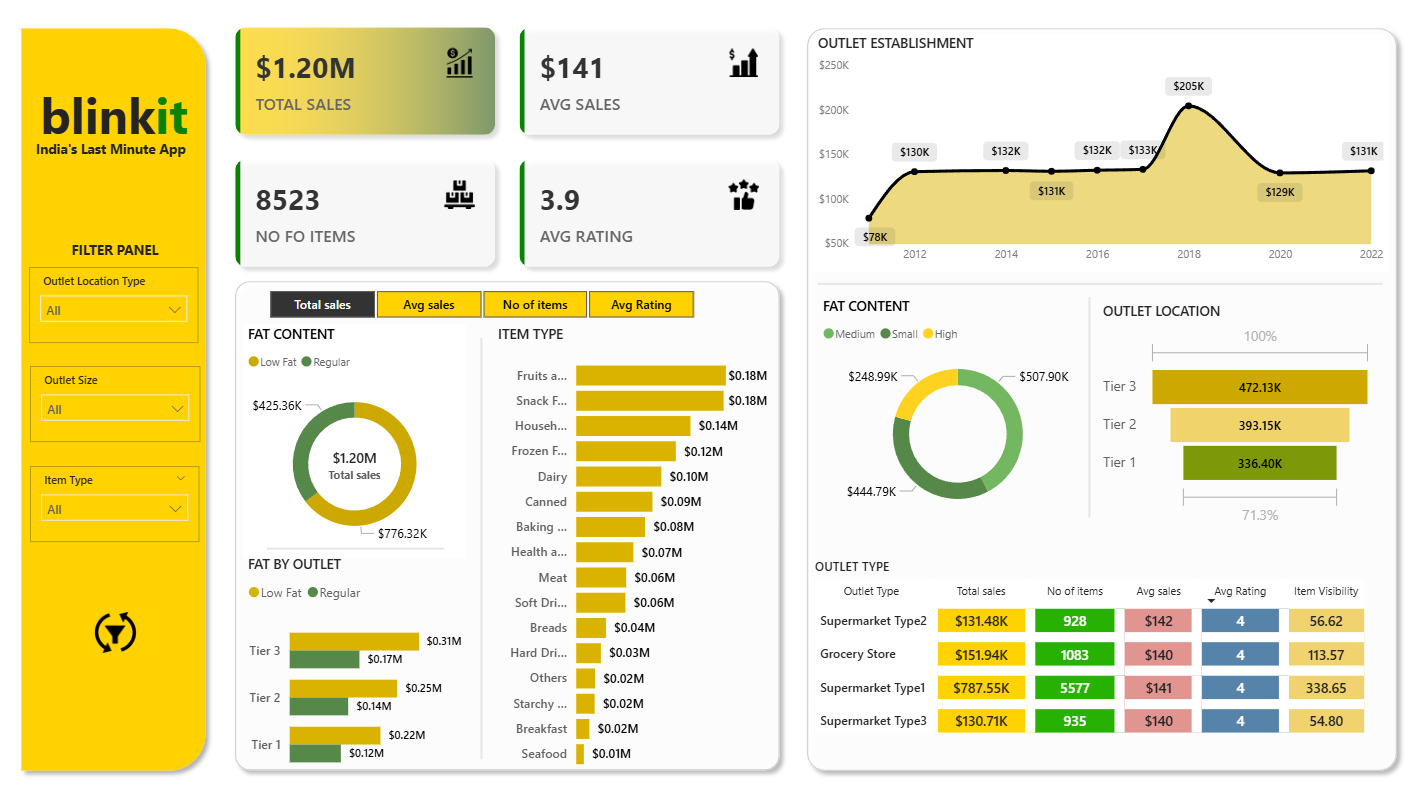 blinkit
India's Last Minute App
FILTER PANEL
Outlet Location Type
All
Outlet Size
All
Item Type
All
$1.20M
TOTAL SALES
$141
AVG SALES
8523
NO FO ITEMS
3.9
AVG RATING
Total sales
Avg sales
No of items
Avg Rating
FAT CONTENT
Low Fat
Regular
$425.36K
$1.20M
Total sales
$776.32K
FAT BY OUTLET
Low Fat
Regular
Tier 3
$0.31M
$0.17M
Tier 2
$0.25M
$0.14M
Tier 1
$0.22M
$0.12M
ITEM TYPE
Fruits a... $0.18M
Snack F... $0.18M
Househ... $0.14M
Frozen F... $0.12M
Dairy $0.10M
Canned $0.09M
Baking ... $0.08M
Health a... $0.07M
Meat $0.06M
Soft Dri... $0.06M
Breads $0.04M
Hard Dri... $0.03M
Others $0.02M
Starchy ... $0.02M
Breakfast $0.02M
Seafood $0.01M
OUTLET ESTABLISHMENT
$250K
$200K
$150K
$100K
$50K
$78K
$130K
$132K
$131K
$132K
$133K
$205K
$129K
$131K
2012 2014 2016 2018 2020 2022
FAT CONTENT
Medium Small High
$248.99K
$507.90K
$444.79K
OUTLET LOCATION
100%
Tier 3 472.13K
Tier 2 393.15K
Tier 1 336.40K
71.3%
OUTLET TYPE
Outlet Type Total sales No of items Avg sales Avg Rating Item Visibility
Supermarket Type2 $131.48K 928 $142 4 56.62
Grocery Store $151.94K 1083 $140 4 113.57
Supermarket Type1 $787.55K 5577 $141 4 338.65
Supermarket Type3 $130.71K 935 $140 4 54.80